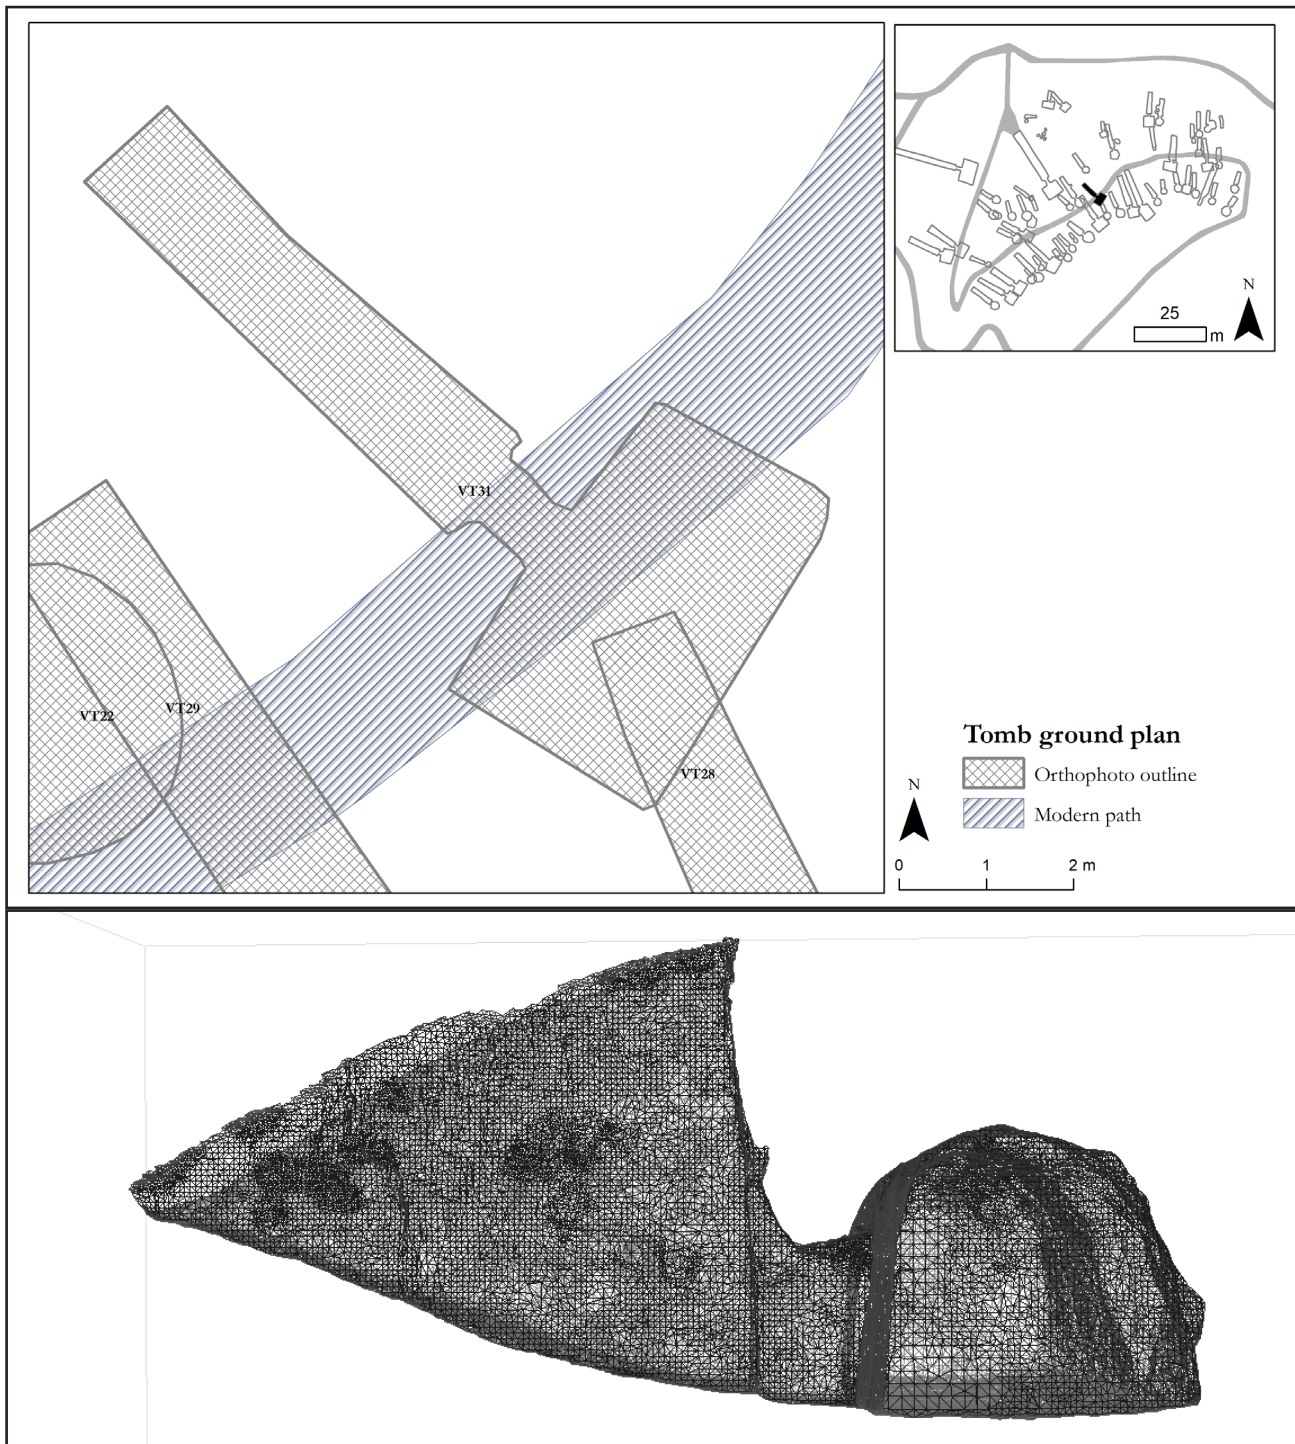 VT31
VT22
VT29
VT28
N
25
m
Tomb ground plan
Orthophoto outline
Modern path
N
0 1 2 m